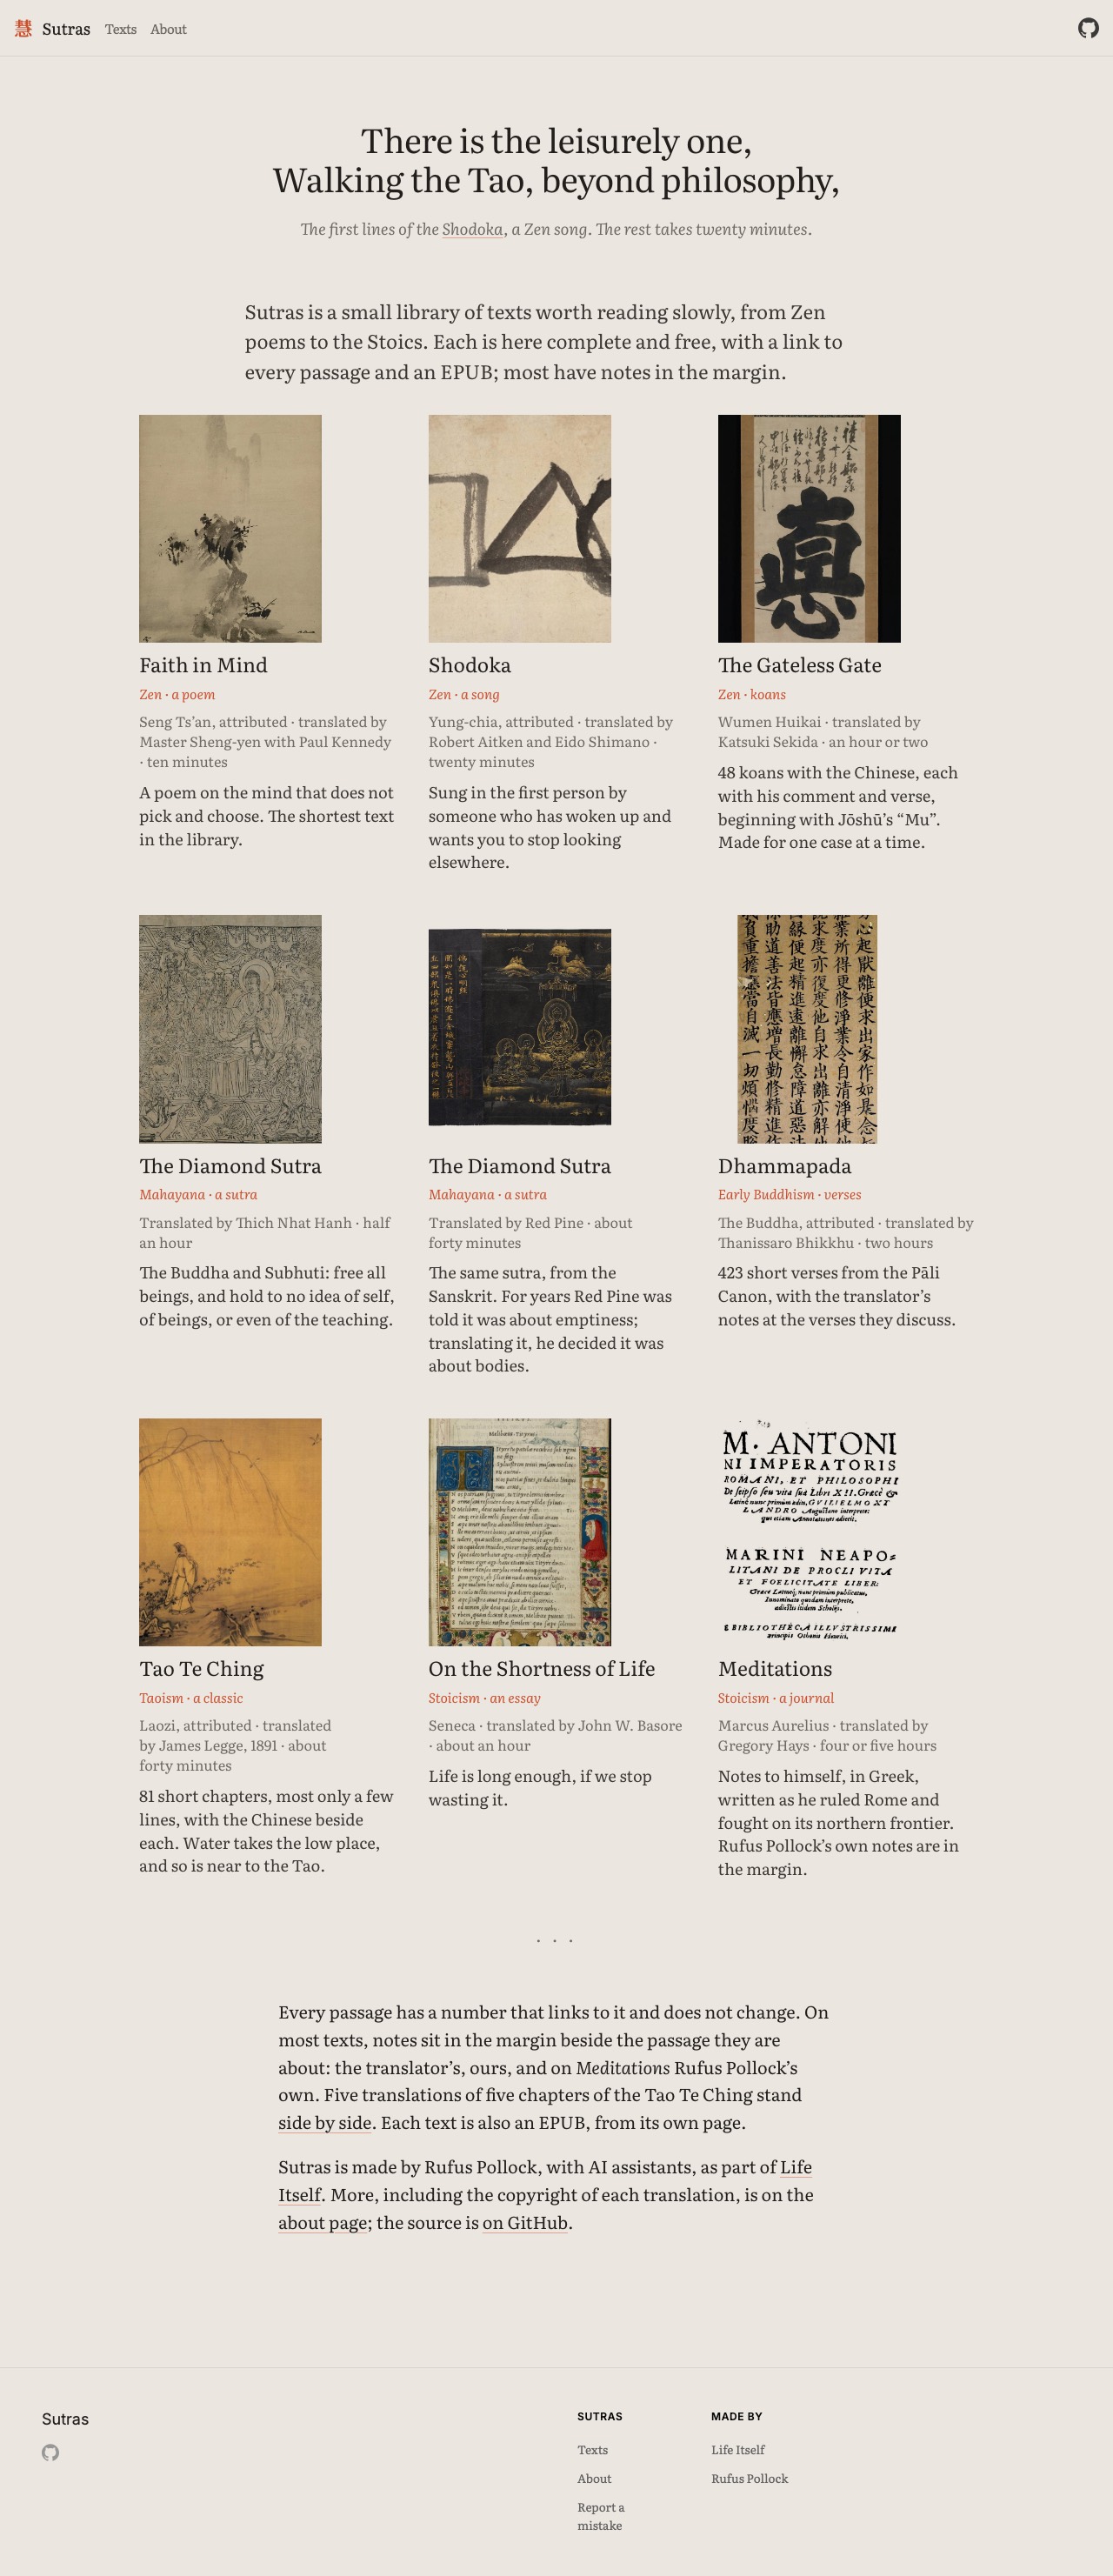 慧 Sutras Texts About
There is the leisurely one,
Walking the Tao, beyond philosophy,
The first lines of the Shodoka, a Zen song. The rest takes twenty minutes.
Sutras is a small library of texts worth reading slowly, from Zen
poems to the Stoics. Each is here complete and free, with a link to
every passage and an EPUB; most have notes in the margin.
Faith in Mind
Zen · a poem
Seng Ts’an, attributed · translated by
Master Sheng-yen with Paul Kennedy
· ten minutes
A poem on the mind that does not
pick and choose. The shortest text
in the library.
Shodoka
Zen · a song
Yung-chia, attributed · translated by
Robert Aitken and Eido Shimano ·
twenty minutes
Sung in the first person by
someone who has woken up and
wants you to stop looking
elsewhere.
The Gateless Gate
Zen · koans
Wumen Huikai · translated by
Katsuki Sekida · an hour or two
48 koans with the Chinese, each
with his comment and verse,
beginning with Jōshū’s “Mu”.
Made for one case at a time.
The Diamond Sutra
Mahayana · a sutra
Translated by Thich Nhat Hanh · half
an hour
The Buddha and Subhuti: free all
beings, and hold to no idea of self,
of beings, or even of the teaching.
The Diamond Sutra
Mahayana · a sutra
Translated by Red Pine · about
forty minutes
The same sutra, from the
Sanskrit. For years Red Pine was
told it was about emptiness;
translating it, he decided it was
about bodies.
Dhammapada
Early Buddhism · verses
The Buddha, attributed · translated by
Thanissaro Bhikkhu · two hours
423 short verses from the Pāli
Canon, with the translator’s
notes at the verses they discuss.
Tao Te Ching
Taoism · a classic
Laozi, attributed · translated
by James Legge, 1891 · about
forty minutes
81 short chapters, most only a few
lines, with the Chinese beside
each. Water takes the low place,
and so is near to the Tao.
On the Shortness of Life
Stoicism · an essay
Seneca · translated by John W. Basore
· about an hour
Life is long enough, if we stop
wasting it.
M. ANTONI
NI IMPERATORIS
ROMANI, ET PHILOSOPHI
MARINI NEAPO=
LITANI DE PROCLI VITA
ET FOELICITATE LIBER:
Meditations
Stoicism · a journal
Marcus Aurelius · translated by
Gregory Hays · four or five hours
Notes to himself, in Greek,
written as he ruled Rome and
fought on its northern frontier.
Rufus Pollock’s own notes are in
the margin.
· · ·
Every passage has a number that links to it and does not change. On
most texts, notes sit in the margin beside the passage they are
about: the translator’s, ours, and on Meditations Rufus Pollock’s
own. Five translations of five chapters of the Tao Te Ching stand
side by side. Each text is also an EPUB, from its own page.
Sutras is made by Rufus Pollock, with AI assistants, as part of Life
Itself. More, including the copyright of each translation, is on the
about page; the source is on GitHub.
Sutras
SUTRAS
Texts
About
Report a
mistake
MADE BY
Life Itself
Rufus Pollock